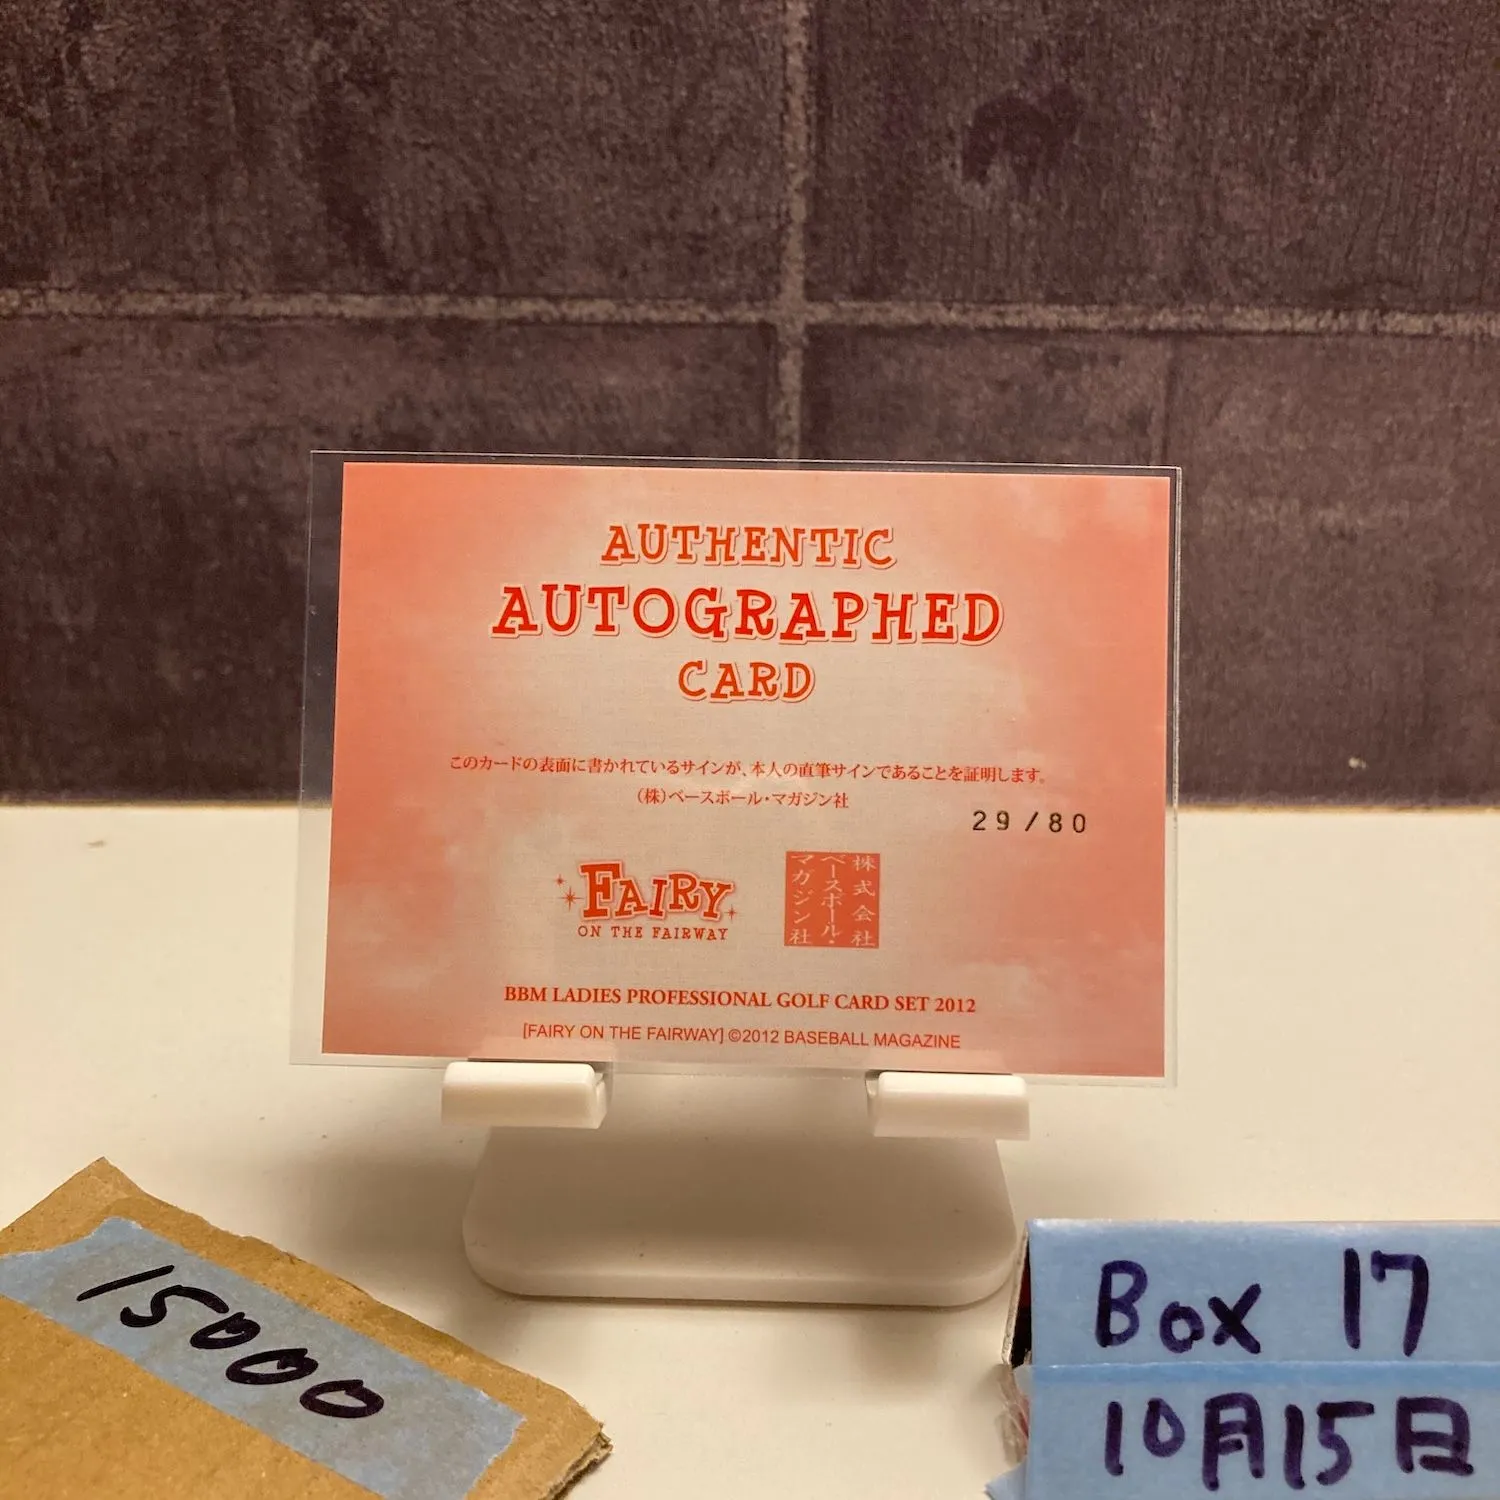 AUTHENTIC
AUTOGRAPHED
CARD
このカードの表面に書かれているサインが、本人の直筆サインであることを証明します。
(株)ベースボール・マガジン社
29/80
FAIRY
ON THE FAIRWAY
株式会社
ベースボール・
マガジン社
BBM LADIES PROFESSIONAL GOLF CARD SET 2012
[FAIRY ON THE FAIRWAY] ©2012 BASEBALL MAGAZINE
15000
Box 17
10月15日